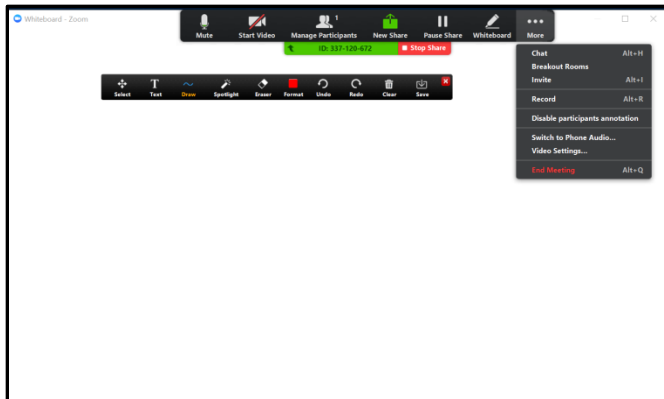 Whiteboard - Zoom
1
Mute Start Video Manage Participants New Share Pause Share Whiteboard More
ID: 337-120-672 Stop Share
Select Text Draw Spotlight Eraser Format Undo Redo Clear Save
Chat Alt+H
Breakout Rooms
Invite Alt+I
Record Alt+R
Disable participants annotation
Switch to Phone Audio...
Video Settings...
End Meeting Alt+Q